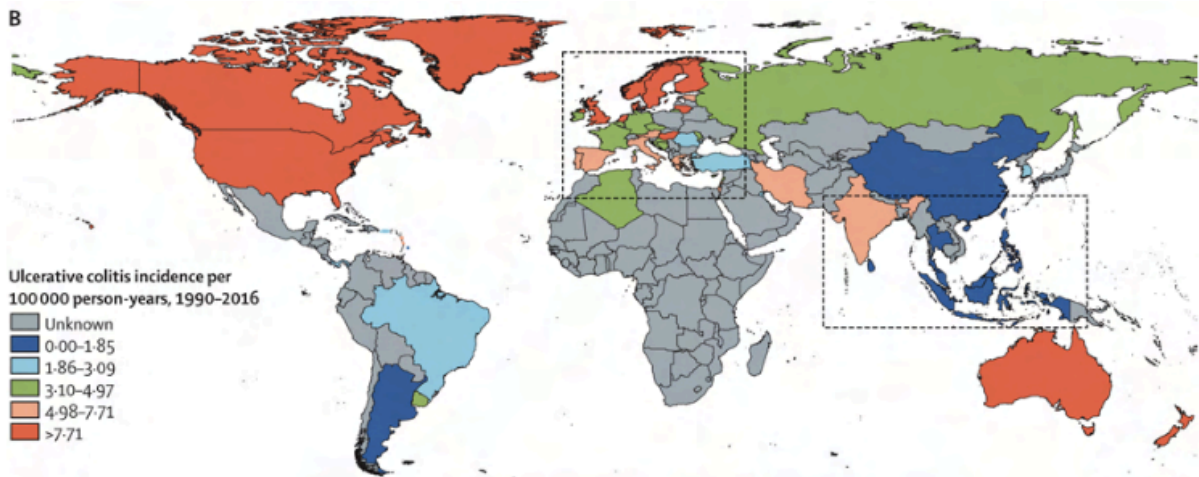 B
Ulcerative colitis incidence per
100 000 person-years, 1990–2016
Unknown
0·00–1·85
1·86–3·09
3·10–4·97
4·98–7·71
>7·71